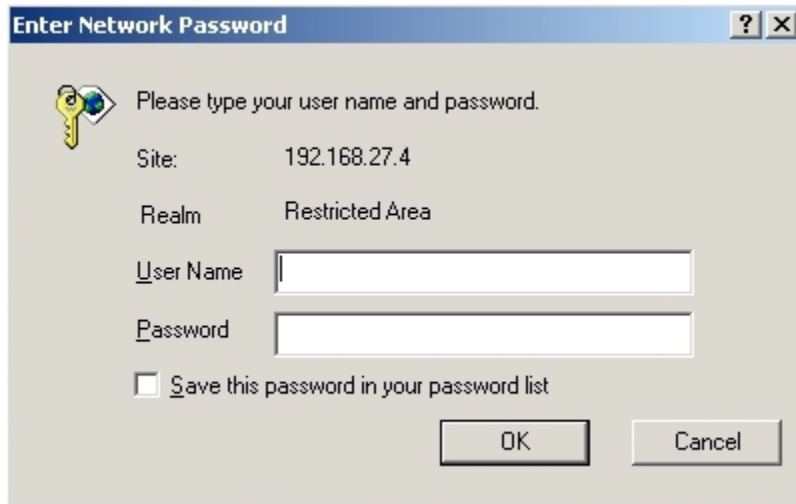 Enter Network Password
Please type your user name and password.
Site: 192.168.27.4
Realm Restricted Area
User Name
Password
Save this password in your password list
OK Cancel